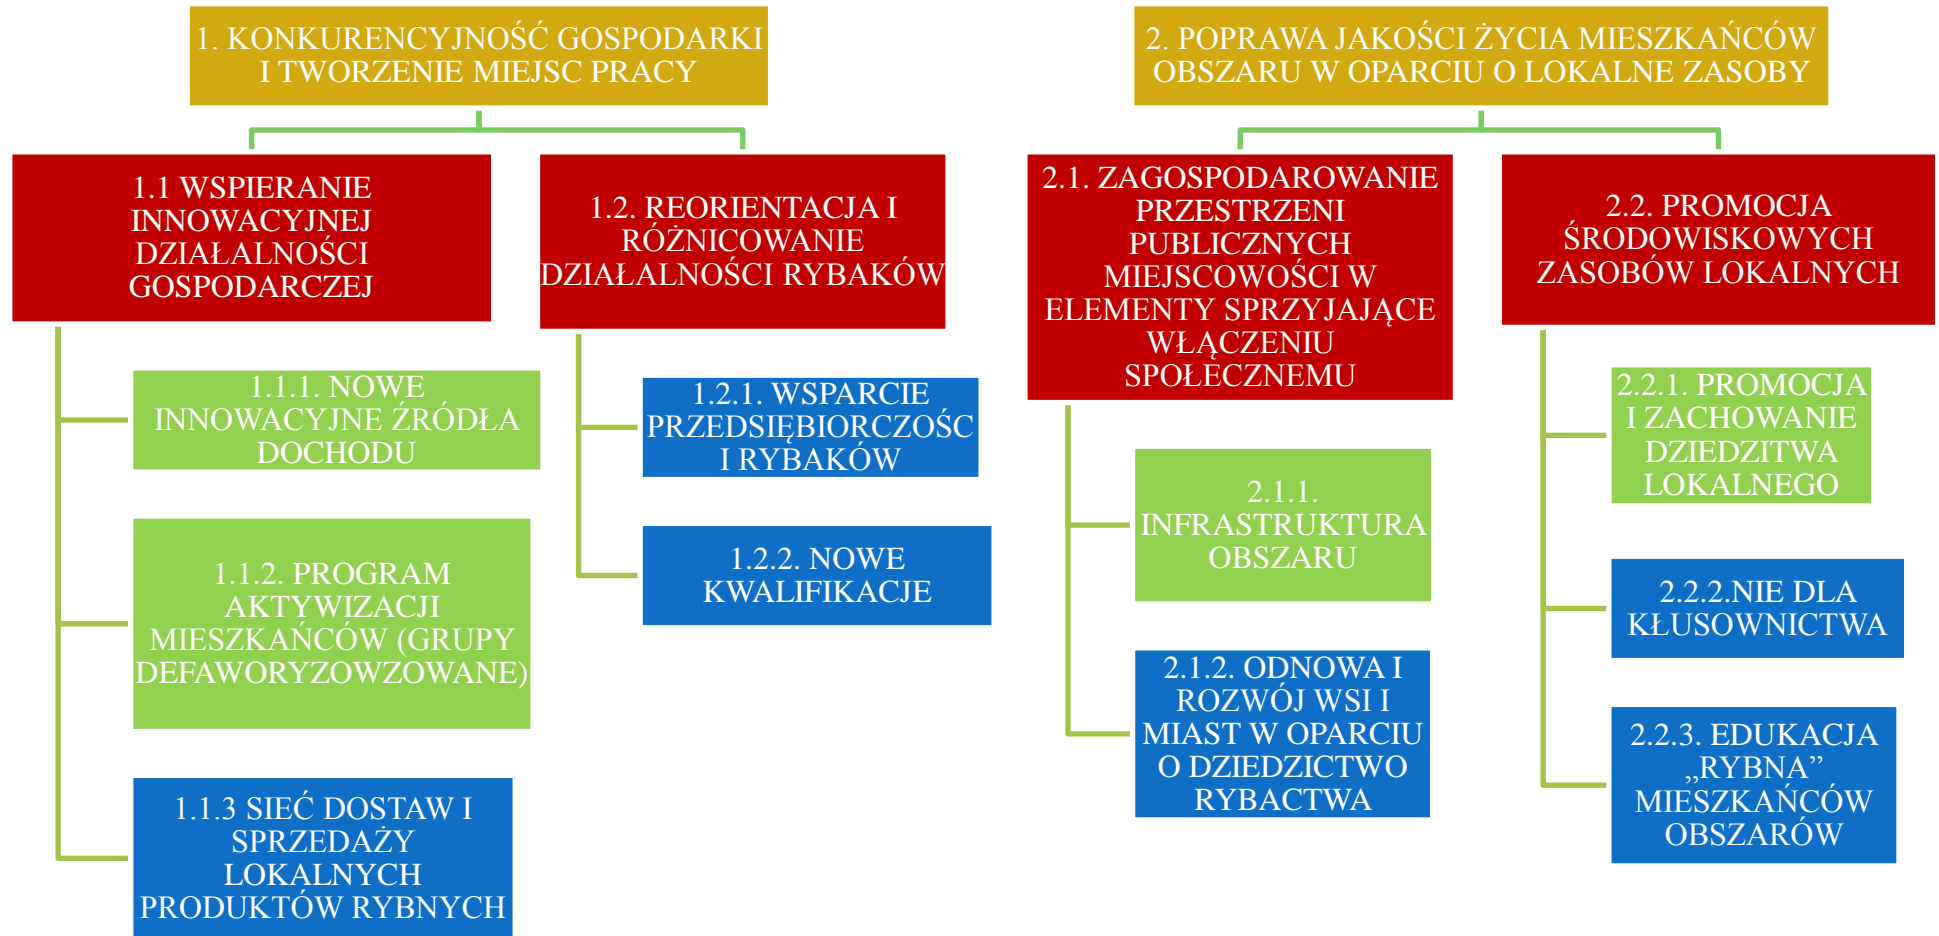 1. KONKURENCYJNOŚĆ GOSPODARKI
I TWORZENIE MIEJSC PRACY
1.1 WSPIERANIE
INNOWACYJNEJ
DZIAŁALNOŚCI
GOSPODARCZEJ
1.1.1. NOWE
INNOWACYJNE ŹRÓDŁA
DOCHODU
1.1.2. PROGRAM
AKTYWIZACJI
MIESZKAŃCÓW (GRUPY
DEFAWORYZOWZOWANE)
1.1.3 SIEĆ DOSTAW I
SPRZEDAŻY
LOKALNYCH
PRODUKTÓW RYBNYCH
1.2. REORIENTACJA I
RÓŻNICOWANIE
DZIAŁALNOŚCI RYBAKÓW
1.2.1. WSPARCIE
PRZEDSIĘBIORCZOŚC
I RYBAKÓW
1.2.2. NOWE
KWALIFIKACJE
2. POPRAWA JAKOŚCI ŻYCIA MIESZKAŃCÓW
OBSZARU W OPARCIU O LOKALNE ZASOBY
2.1. ZAGOSPODAROWANIE
PRZESTRZENI
PUBLICZNYCH
MIEJSCOWOŚCI W
ELEMENTY SPRZYJAJĄCE
WŁĄCZENIU
SPOŁECZNEMU
2.1.1.
INFRASTRUKTURA
OBSZARU
2.1.2. ODNOWA I
ROZWÓJ WSI I
MIAST W OPARCIU
O DZIEDZICTWO
RYBACTWA
2.2. PROMOCJA
ŚRODOWISKOWYCH
ZASOBÓW LOKALNYCH
2.2.1. PROMOCJA
I ZACHOWANIE
DZIEDZITWA
LOKALNEGO
2.2.2.NIE DLA
KŁUSOWNICTWA
2.2.3. EDUKACJA
„RYBNA”
MIESZKAŃCÓW
OBSZARÓW